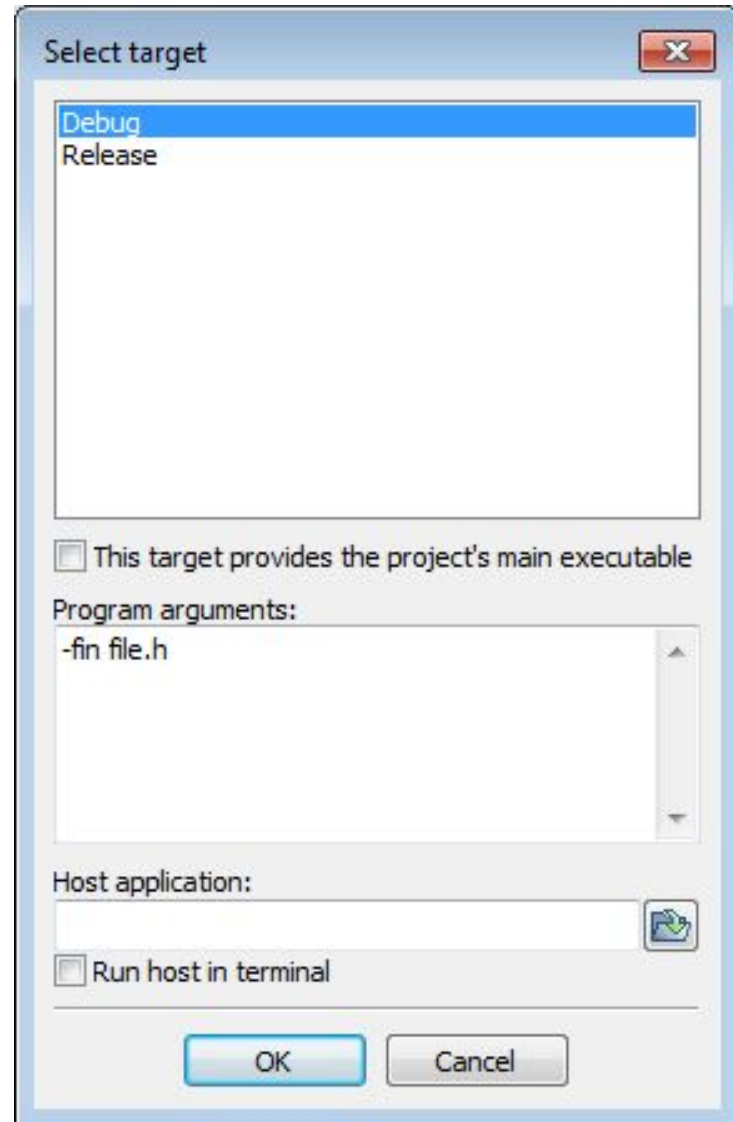 Select target
Debug
Release
This target provides the project's main executable
Program arguments:
-fin file.h
Host application:
Run host in terminal
OK
Cancel